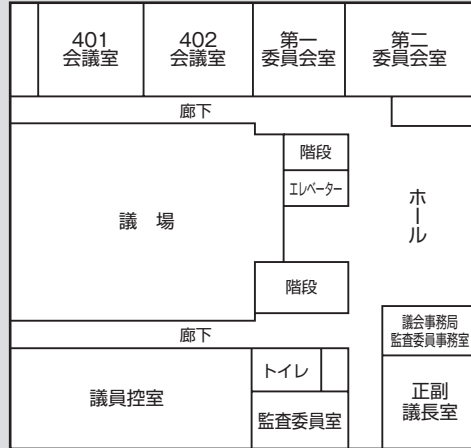 401
会議室
402
会議室
第一
委員会室
第二
委員会室
廊下
階段
エレベーター
議　場
ホール
階段
議会事務局
監査委員事務室
廊下
トイレ
議員控室
正副
議長室
監査委員室